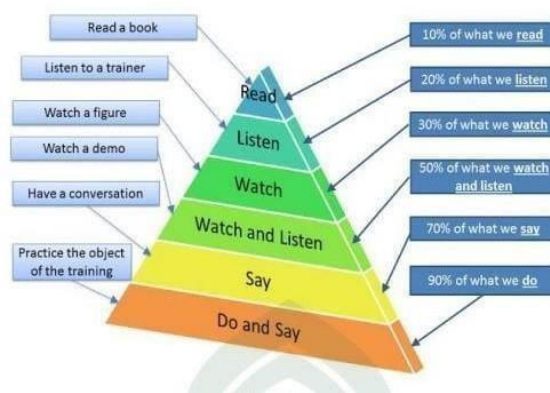 Read a book
Listen to a trainer
Watch a figure
Watch a demo
Have a conversation
Practice the object
of the training
Read
Listen
Watch
Watch and Listen
Say
Do and Say
10% of what we read
20% of what we listen
30% of what we watch
50% of what we watch
and listen
70% of what we say
90% of what we do